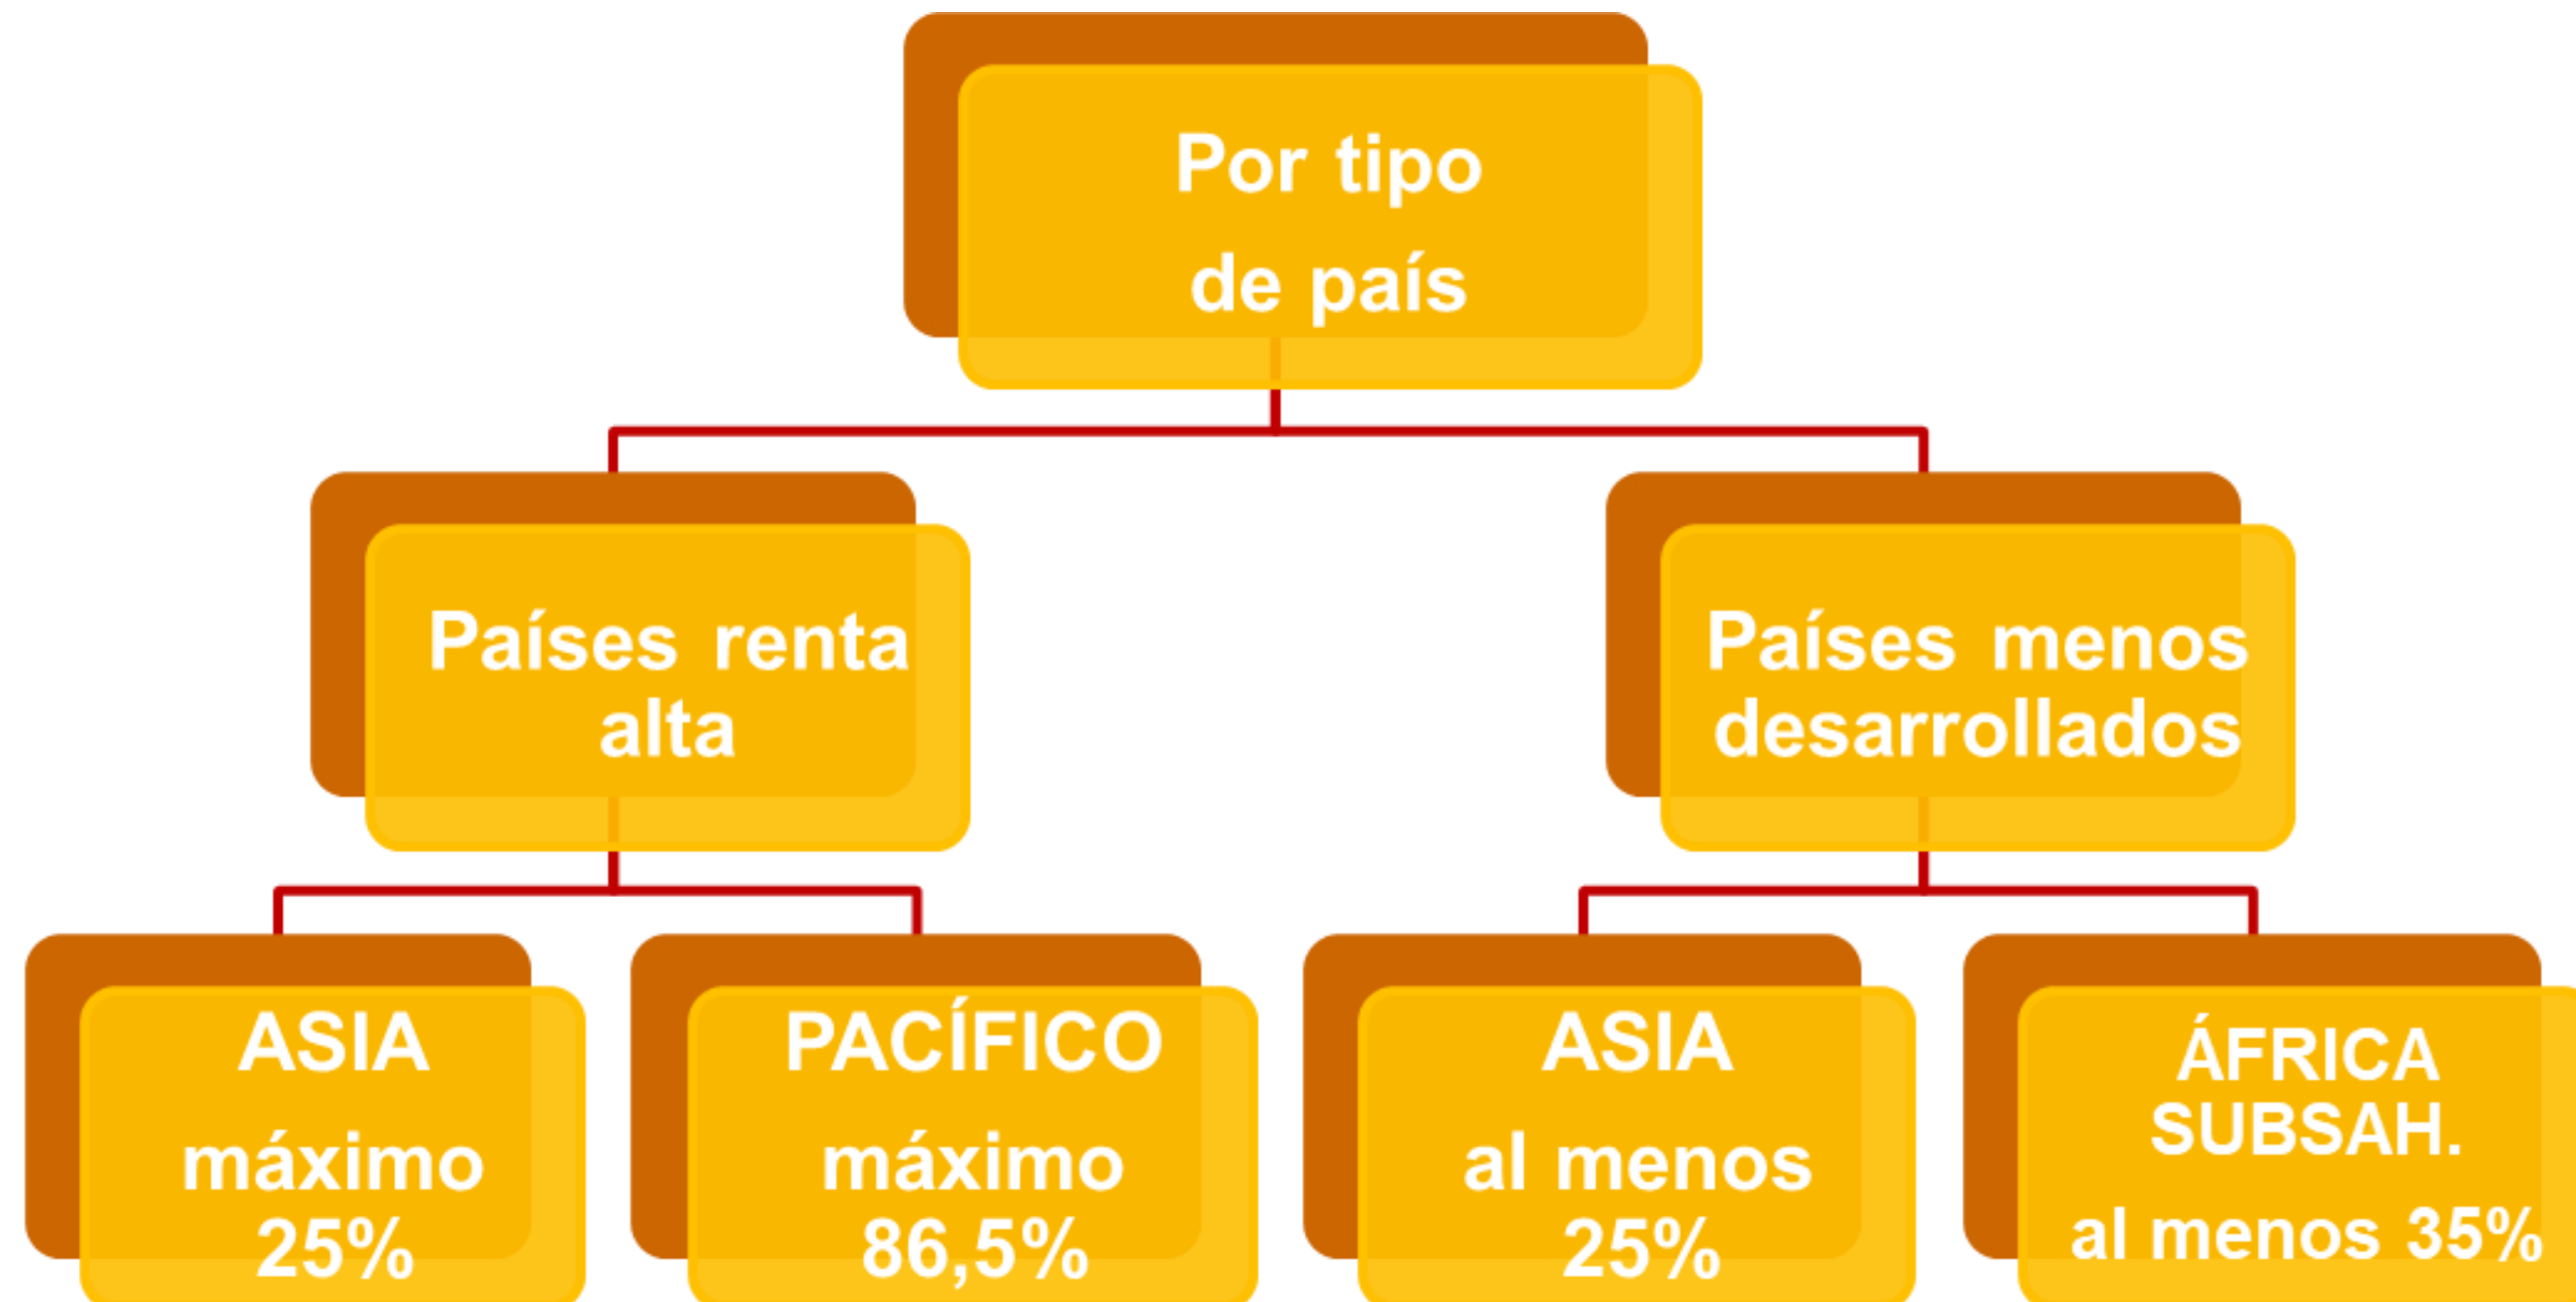 Por tipo
de país
Países renta
alta
Países menos
desarrollados
ASIA
máximo
25%
PACÍFICO
máximo
86,5%
ASIA
al menos
25%
ÁFRICA
SUBSAH.
al menos 35%